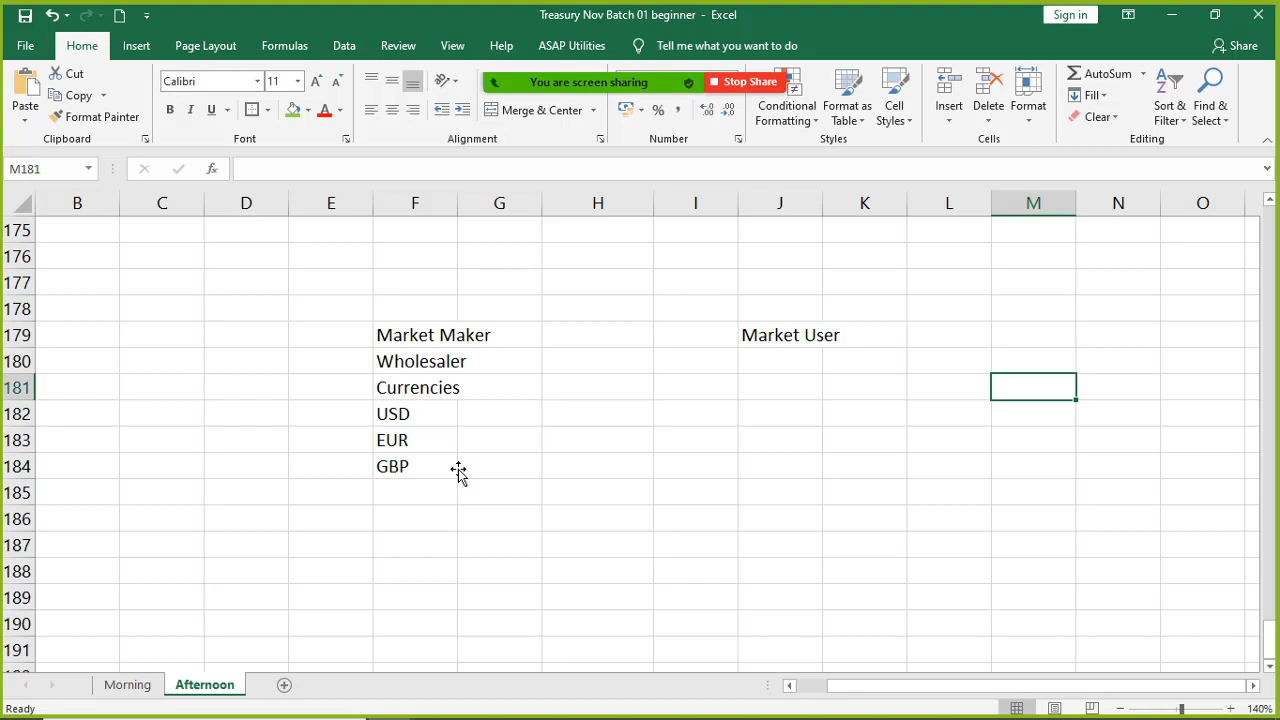 Treasury Nov Batch 01 beginner - Excel
Sign in
File Home Insert Page Layout Formulas Data Review View Help ASAP Utilities Tell me what you want to do Share
Paste
Cut
Copy
Format Painter
Clipboard
Calibri 11
B I U
Font
Merge & Center
Alignment
You are screen sharing Stop Share
%
Number
Conditional Formatting
Format as Table
Cell Styles
Styles
Insert Delete Format
Cells
AutoSum
Fill
Clear
Sort & Filter
Find & Select
Editing
M181 fx
B C D E F G H I J K L M N O
175
176
177
178
179 Market Maker Market User
180 Wholesaler
181 Currencies
182 USD
183 EUR
184 GBP
185
186
187
188
189
190
191
Morning Afternoon
Ready 140%